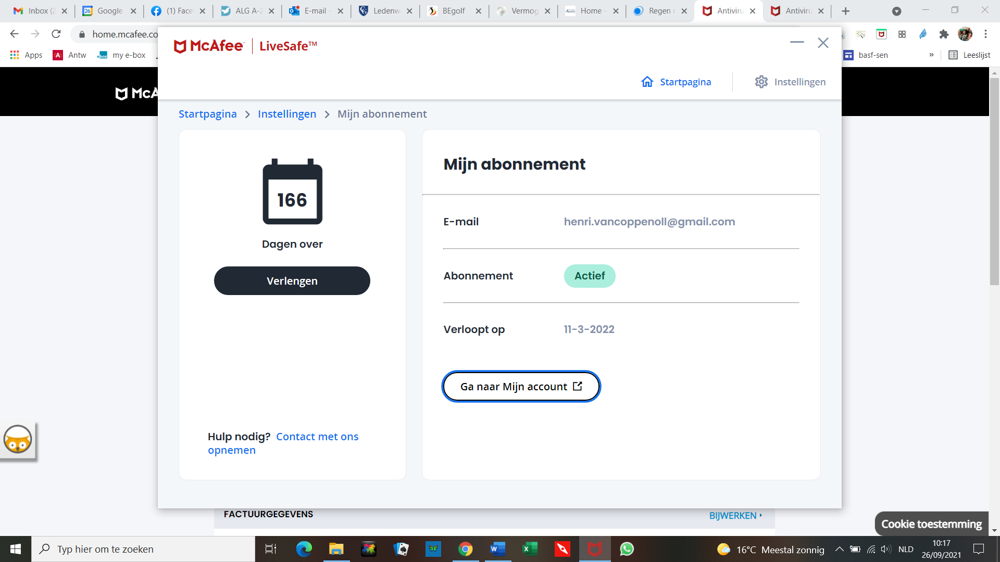 Inbox (2
Google
(1) Face
ALG A-2
E-mail -
Ledenw
BEgolf
Vermog
Home -
Regen r
Antiviru
Antiviru
home.mcafee.co
Apps
Antw
my e-box
basf-sen
»
Leeslijst
McAfee LiveSafe™
Startpagina
Instellingen
McA
Startpagina > Instellingen > Mijn abonnement
166
Dagen over
Verlengen
Hulp nodig? Contact met ons
opnemen
Mijn abonnement
E-mail henri.vancoppenoll@gmail.com
Abonnement Actief
Verloopt op 11-3-2022
Ga naar Mijn account
FACTUURGEGEVENS
BIJWERKEN
Cookie toestemming
Typ hier om te zoeken
16°C Meestal zonnig
NLD
10:17
26/09/2021